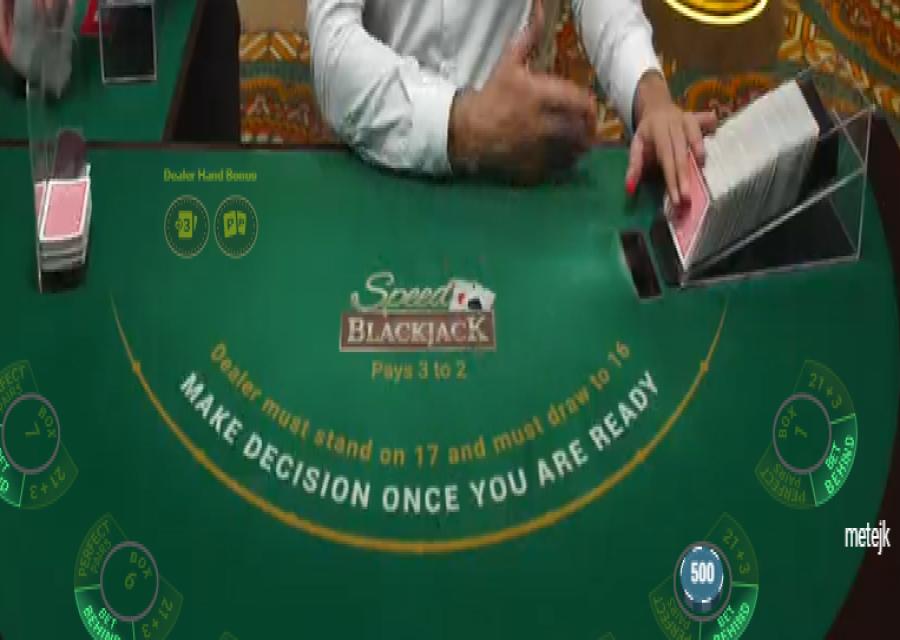 Dealer Hand Bonus
Speed
BLACKJACK
Pays 3 to 2
Dealer must stand on 17 and must draw to 16
MAKE DECISION ONCE YOU ARE READY
PERFECT PAIRS
BOX 7
21+3
BET BEHIND
21+3
BOX 1
BET BEHIND
PERFECT PAIRS
metejk
PERFECT PAIRS
BOX 6
21+3
BET BEHIND
21+3
500
BET BEHIND
PERFECT PAIRS